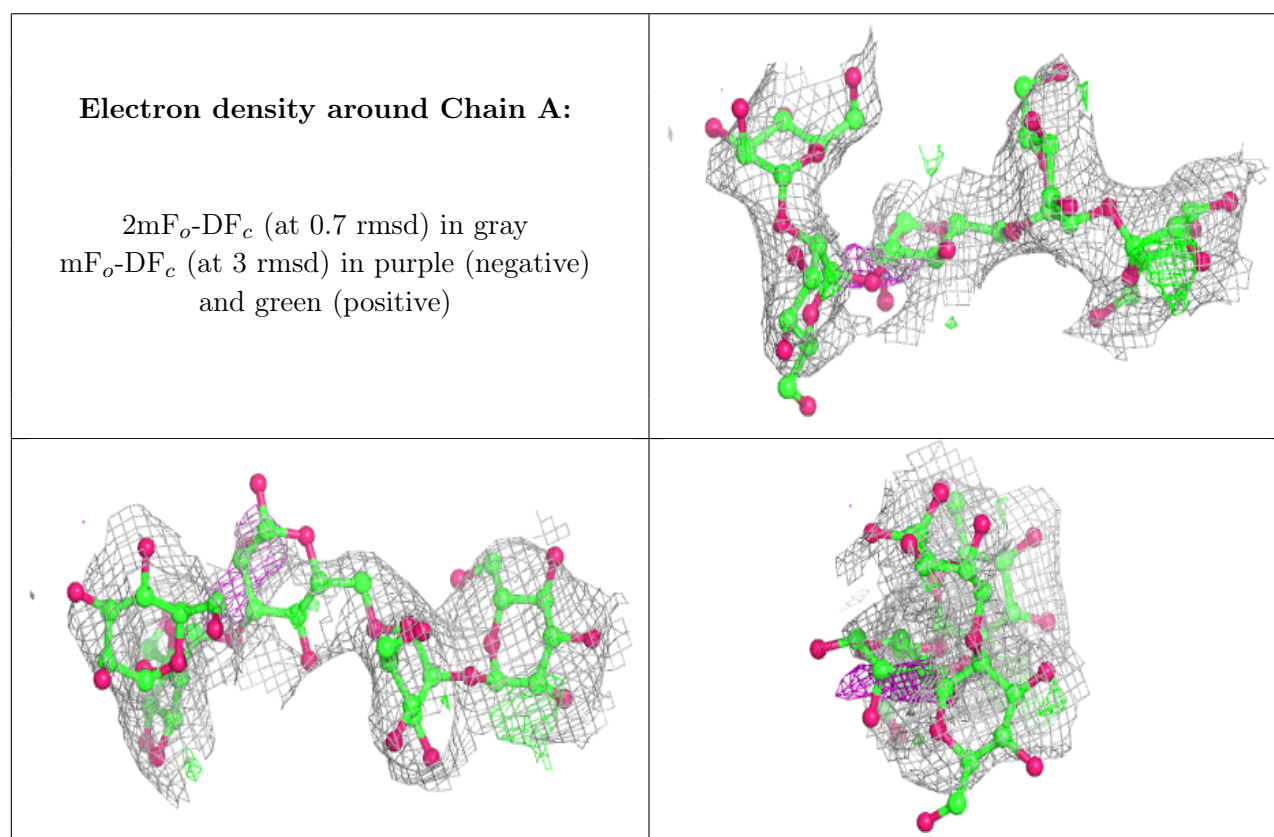 Electron density around Chain A:
2mFo-DFc (at 0.7 rmsd) in gray
mFo-DFc (at 3 rmsd) in purple (negative)
and green (positive)